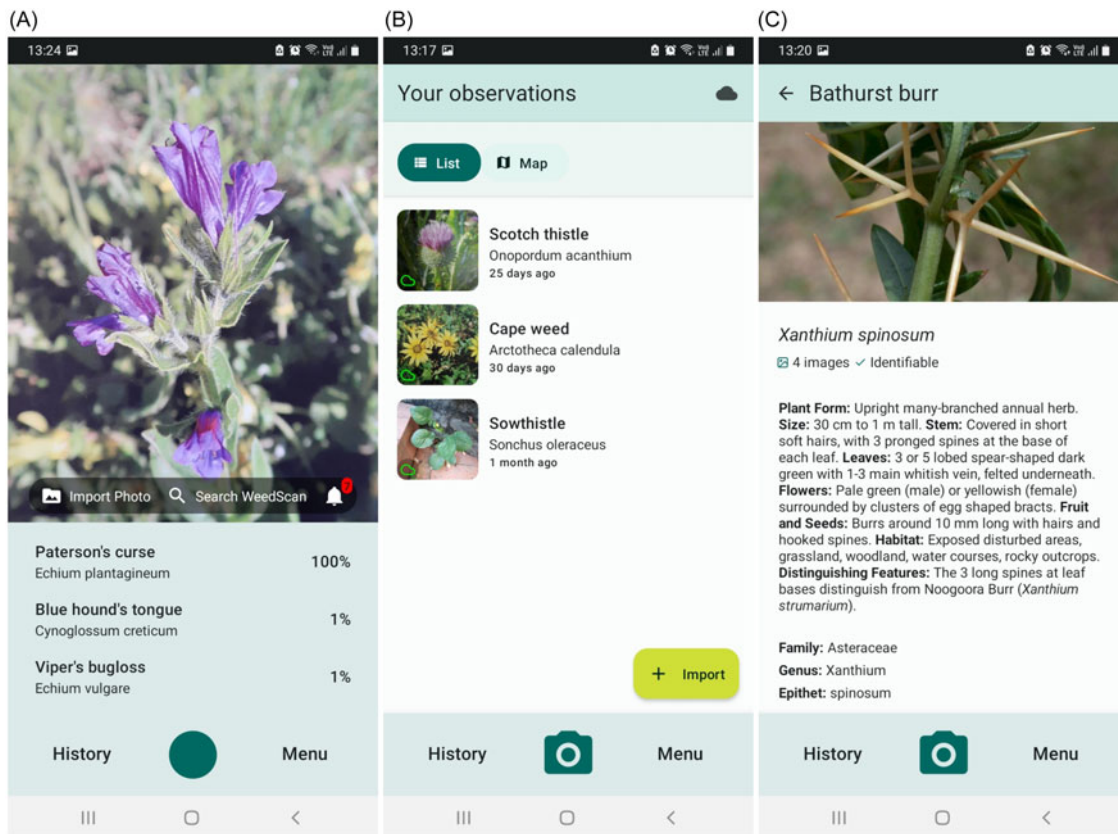 (A)
13:24
7
Import Photo
Search WeedScan
Paterson's curse
Echium plantagineum
100%
Blue hound's tongue
Cynoglossum creticum
1%
Viper's bugloss
Echium vulgare
1%
History
Menu
(B)
13:17
Your observations
List
Map
Scotch thistle
Onopordum acanthium
25 days ago
Cape weed
Arctotheca calendula
30 days ago
Sowthistle
Sonchus oleraceus
1 month ago
+ Import
History
Menu
(C)
13:20
Bathurst burr
Xanthium spinosum
4 images ✓ Identifiable
Plant Form: Upright many-branched annual herb.
Size: 30 cm to 1 m tall. Stem: Covered in short
soft hairs, with 3 pronged spines at the base of
each leaf. Leaves: 3 or 5 lobed spear-shaped dark
green with 1-3 main whitish vein, felted underneath.
Flowers: Pale green (male) or yellowish (female)
surrounded by clusters of egg shaped bracts. Fruit
and Seeds: Burrs around 10 mm long with hairs and
hooked spines. Habitat: Exposed disturbed areas,
grassland, woodland, water courses, rocky outcrops.
Distinguishing Features: The 3 long spines at leaf
bases distinguish from Noogoora Burr (Xanthium
strumarium).
Family: Asteraceae
Genus: Xanthium
Epithet: spinosum
History
Menu